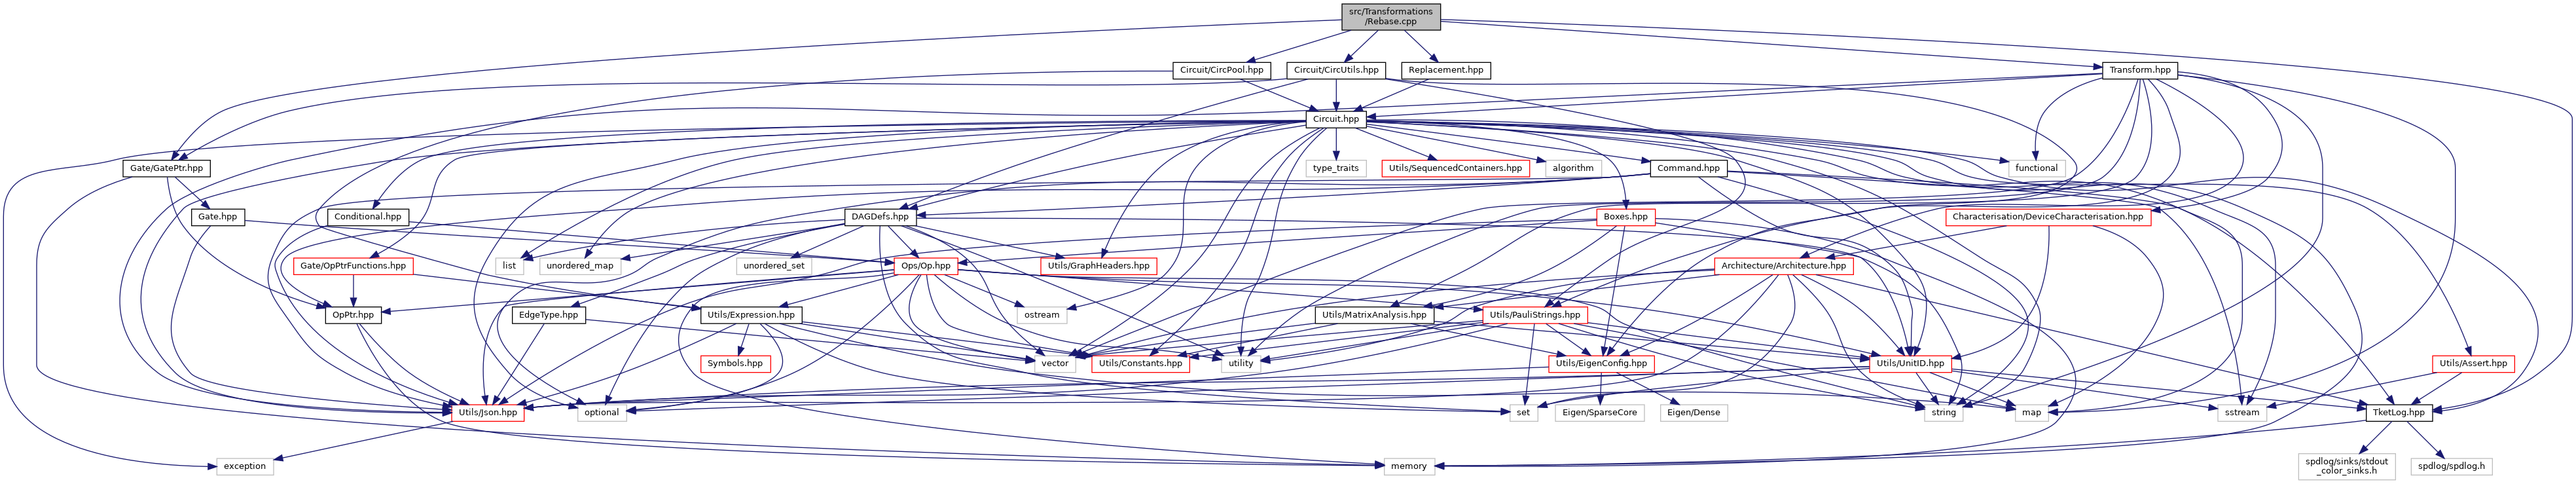 src/Transformations
/Rebase.cpp
Circuit/CircPool.hpp
Circuit/CircUtils.hpp
Replacement.hpp
Transform.hpp
Circuit.hpp
Gate/GatePtr.hpp
type_traits
Utils/SequencedContainers.hpp
algorithm
Command.hpp
functional
Gate.hpp
Conditional.hpp
DAGDefs.hpp
Boxes.hpp
Characterisation/DeviceCharacterisation.hpp
Gate/OpPtrFunctions.hpp
list
unordered_map
unordered_set
Ops/Op.hpp
Utils/GraphHeaders.hpp
Architecture/Architecture.hpp
OpPtr.hpp
EdgeType.hpp
Utils/Expression.hpp
ostream
Utils/MatrixAnalysis.hpp
Utils/PauliStrings.hpp
Symbols.hpp
vector
Utils/Constants.hpp
utility
Utils/EigenConfig.hpp
Utils/UnitID.hpp
Utils/Assert.hpp
Utils/Json.hpp
optional
set
Eigen/SparseCore
Eigen/Dense
string
map
sstream
TketLog.hpp
exception
memory
spdlog/sinks/stdout
_color_sinks.h
spdlog/spdlog.h